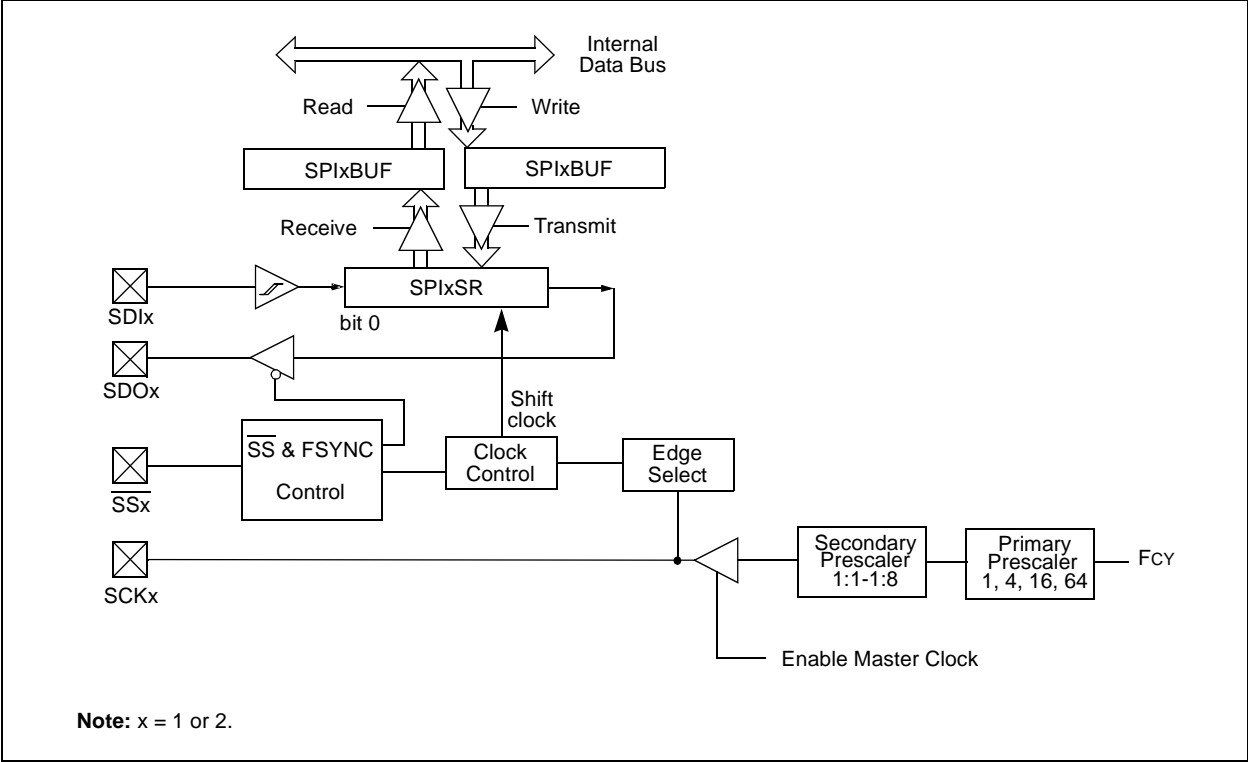 Internal
Data Bus
Read
Write
SPIxBUF
SPIxBUF
Receive
Transmit
SPIxSR
SDIx
bit 0
SDOx
Shift
clock
SS & FSYNC
Control
Clock
Control
Edge
Select
SSx
SCKx
Secondary
Prescaler
1:1-1:8
Primary
Prescaler
1, 4, 16, 64
FCY
Enable Master Clock
Note: x = 1 or 2.